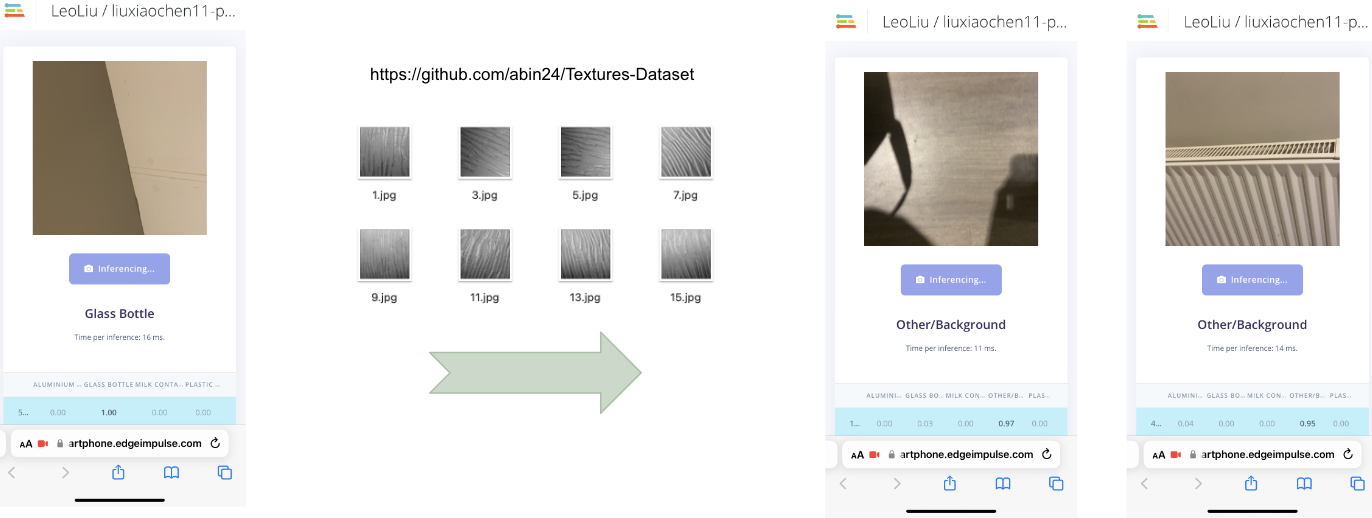 LeoLiu / liuxiaochen11-p...
Inferencing...
Glass Bottle
Time per inference: 16 ms.
ALUMINIUM ... GLASS BOTTLE MILK CONTA... PLASTIC ...
5... 0.00 1.00 0.00 0.00
AA artphone.edgeimpulse.com
https://github.com/abin24/Textures-Dataset
1.jpg 3.jpg 5.jpg 7.jpg
9.jpg 11.jpg 13.jpg 15.jpg
LeoLiu / liuxiaochen11-p...
Inferencing...
Other/Background
Time per inference: 11 ms.
ALUMINI... GLASS BO... MILK CON... OTHER/B... PLAS...
1... 0.00 0.03 0.00 0.97 0.00
AA artphone.edgeimpulse.com
LeoLiu / liuxiaochen11-p...
Inferencing...
Other/Background
Time per inference: 14 ms.
ALUMINI... GLASS BO... MILK CON... OTHER/B... PLAS...
4... 0.04 0.00 0.00 0.95 0.00
AA artphone.edgeimpulse.com